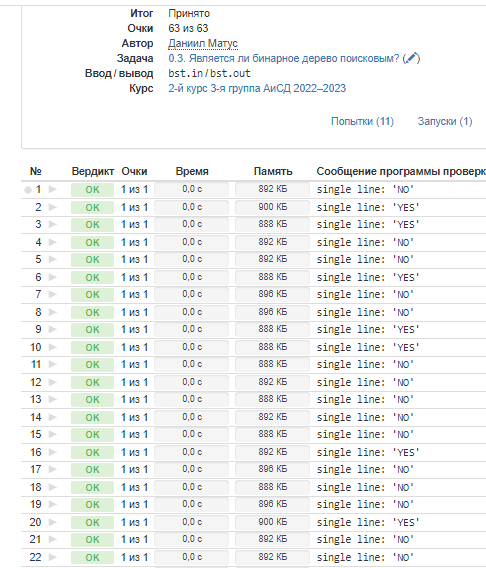 Итог Принято
Очки 63 из 63
Автор Даниил Матус
Задача 0.3. Является ли бинарное дерево поисковым? ()
Ввод / вывод bst.in / bst.out
Курс 2-й курс 3-я группа АиСД 2022–2023
Попытки (11) Запуски (1)
№ Вердикт Очки Время Память Сообщение программы проверк
1 OK 1 из 1 0,0 с 892 КБ single line: 'NO'
2 OK 1 из 1 0,0 с 900 КБ single line: 'YES'
3 OK 1 из 1 0,0 с 888 КБ single line: 'YES'
4 OK 1 из 1 0,0 с 892 КБ single line: 'NO'
5 OK 1 из 1 0,0 с 892 КБ single line: 'NO'
6 OK 1 из 1 0,0 с 888 КБ single line: 'YES'
7 OK 1 из 1 0,0 с 896 КБ single line: 'NO'
8 OK 1 из 1 0,0 с 896 КБ single line: 'NO'
9 OK 1 из 1 0,0 с 888 КБ single line: 'YES'
10 OK 1 из 1 0,0 с 888 КБ single line: 'YES'
11 OK 1 из 1 0,0 с 888 КБ single line: 'NO'
12 OK 1 из 1 0,0 с 892 КБ single line: 'NO'
13 OK 1 из 1 0,0 с 888 КБ single line: 'NO'
14 OK 1 из 1 0,0 с 892 КБ single line: 'NO'
15 OK 1 из 1 0,0 с 888 КБ single line: 'NO'
16 OK 1 из 1 0,0 с 892 КБ single line: 'YES'
17 OK 1 из 1 0,0 с 896 КБ single line: 'NO'
18 OK 1 из 1 0,0 с 888 КБ single line: 'NO'
19 OK 1 из 1 0,0 с 896 КБ single line: 'NO'
20 OK 1 из 1 0,0 с 900 КБ single line: 'YES'
21 OK 1 из 1 0,0 с 892 КБ single line: 'NO'
22 OK 1 из 1 0,0 с 892 КБ single line: 'NO'